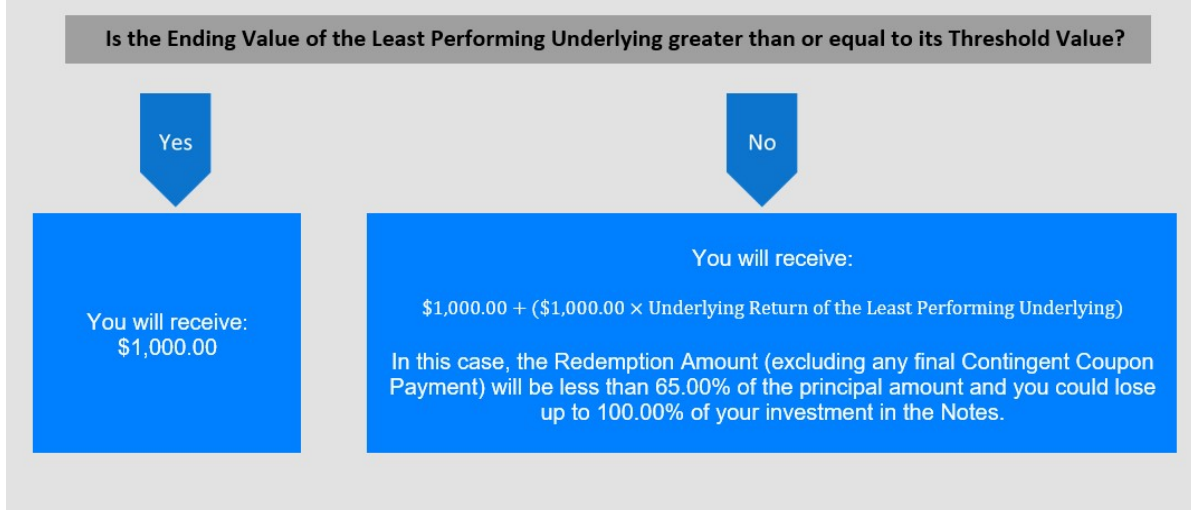 Is the Ending Value of the Least Performing Underlying greater than or equal to its Threshold Value?
Yes
No
You will receive:
$1,000.00
You will receive:
$1,000.00 + ($1,000.00 × Underlying Return of the Least Performing Underlying)
In this case, the Redemption Amount (excluding any final Contingent Coupon
Payment) will be less than 65.00% of the principal amount and you could lose
up to 100.00% of your investment in the Notes.